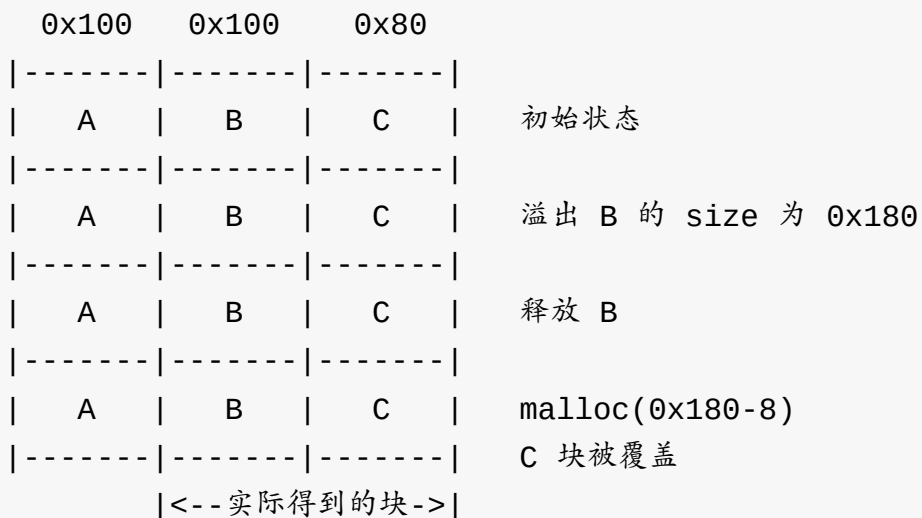 0x100 0x100 0x80
|-------|-------|-------|
| A | B | C | 初始状态
|-------|-------|-------|
| A | B | C | 溢出 B 的 size 为 0x180
|-------|-------|-------|
| A | B | C | 释放 B
|-------|-------|-------|
| A | B | C | malloc(0x180-8)
|-------|-------|-------| C 块被覆盖
|<--实际得到的块->|